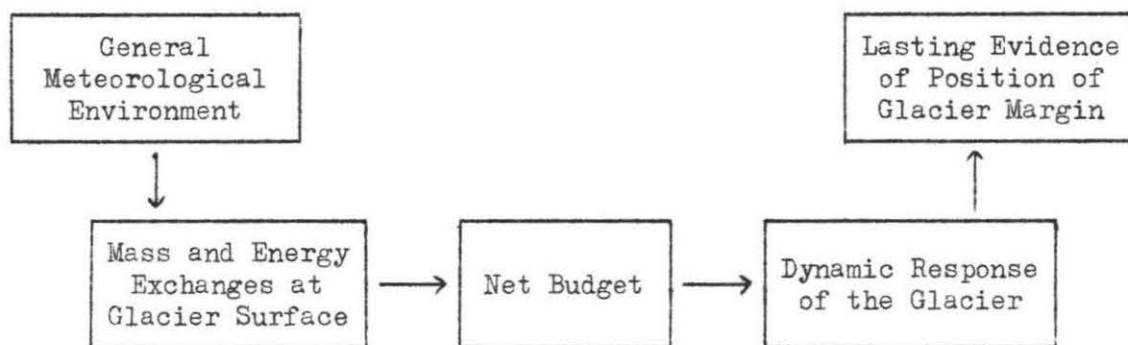 General
Meteorological
Environment
Lasting Evidence
of Position of
Glacier Margin
Mass and Energy
Exchanges at
Glacier Surface
Net Budget
Dynamic Response
of the Glacier